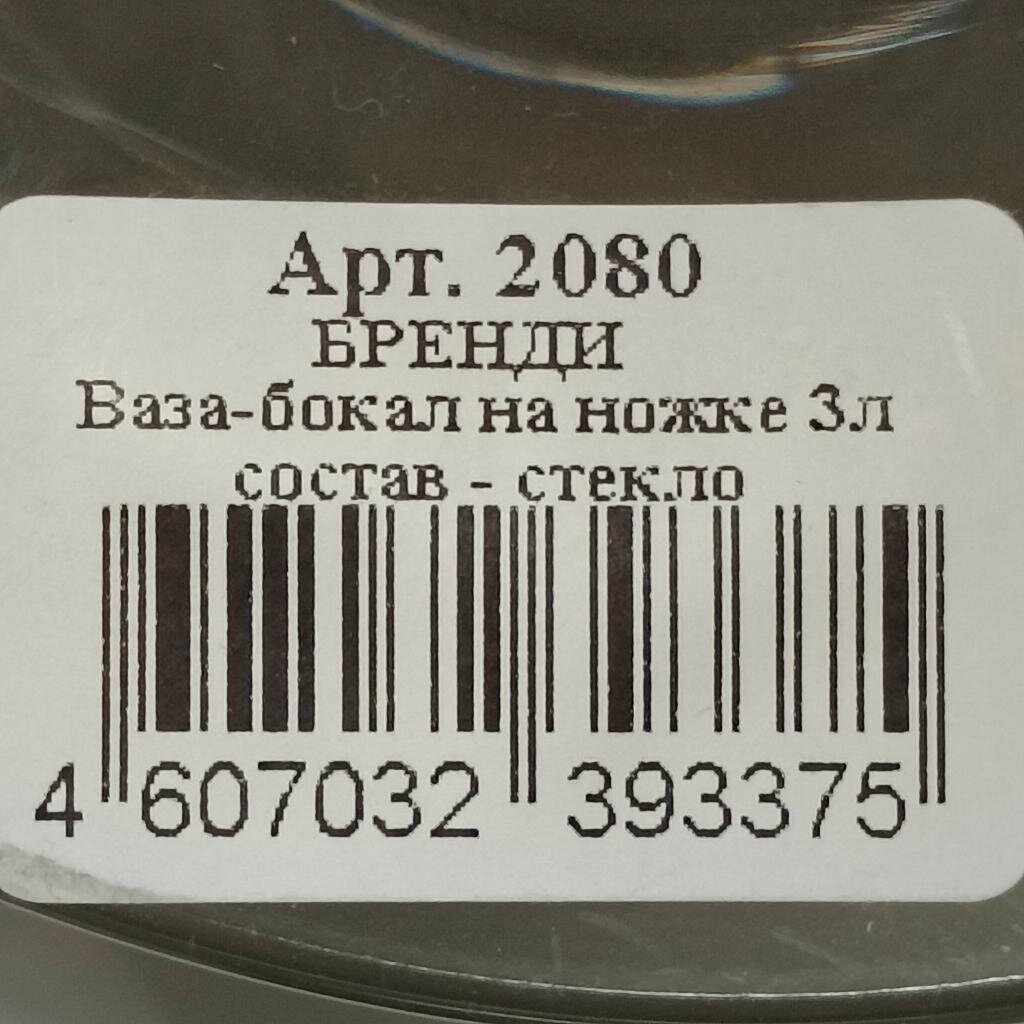 Арт. 2080
БРЕНДИ
Ваза-бокал на ножке 3л
состав - стекло
4 607032 393375